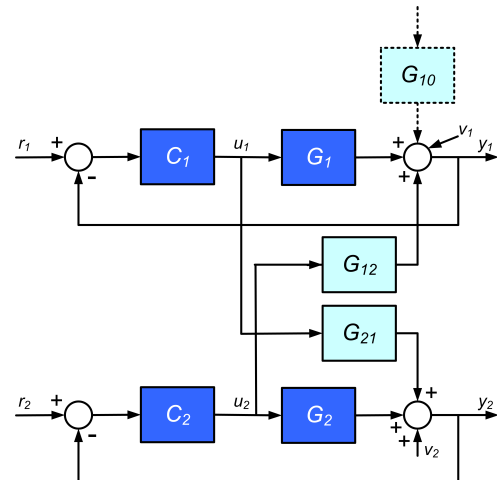 G10
v1
r1 + - C1 u1 G1 + + y1
G12
G21
r2 + - C2 u2 G2 + + + y2
v2